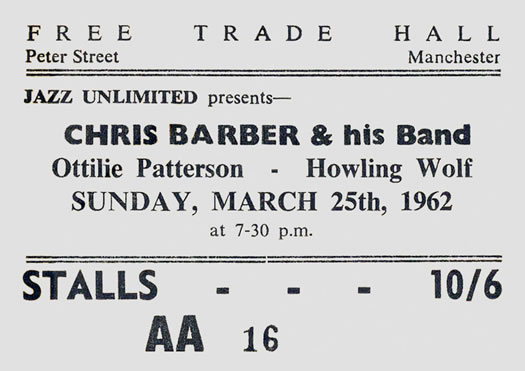 FREE TRADE HALL
Peter Street Manchester
JAZZ UNLIMITED presents—
CHRIS BARBER & his Band
Ottilie Patterson - Howling Wolf
SUNDAY, MARCH 25th, 1962
at 7-30 p.m.
STALLS - - - 10/6
AA 16